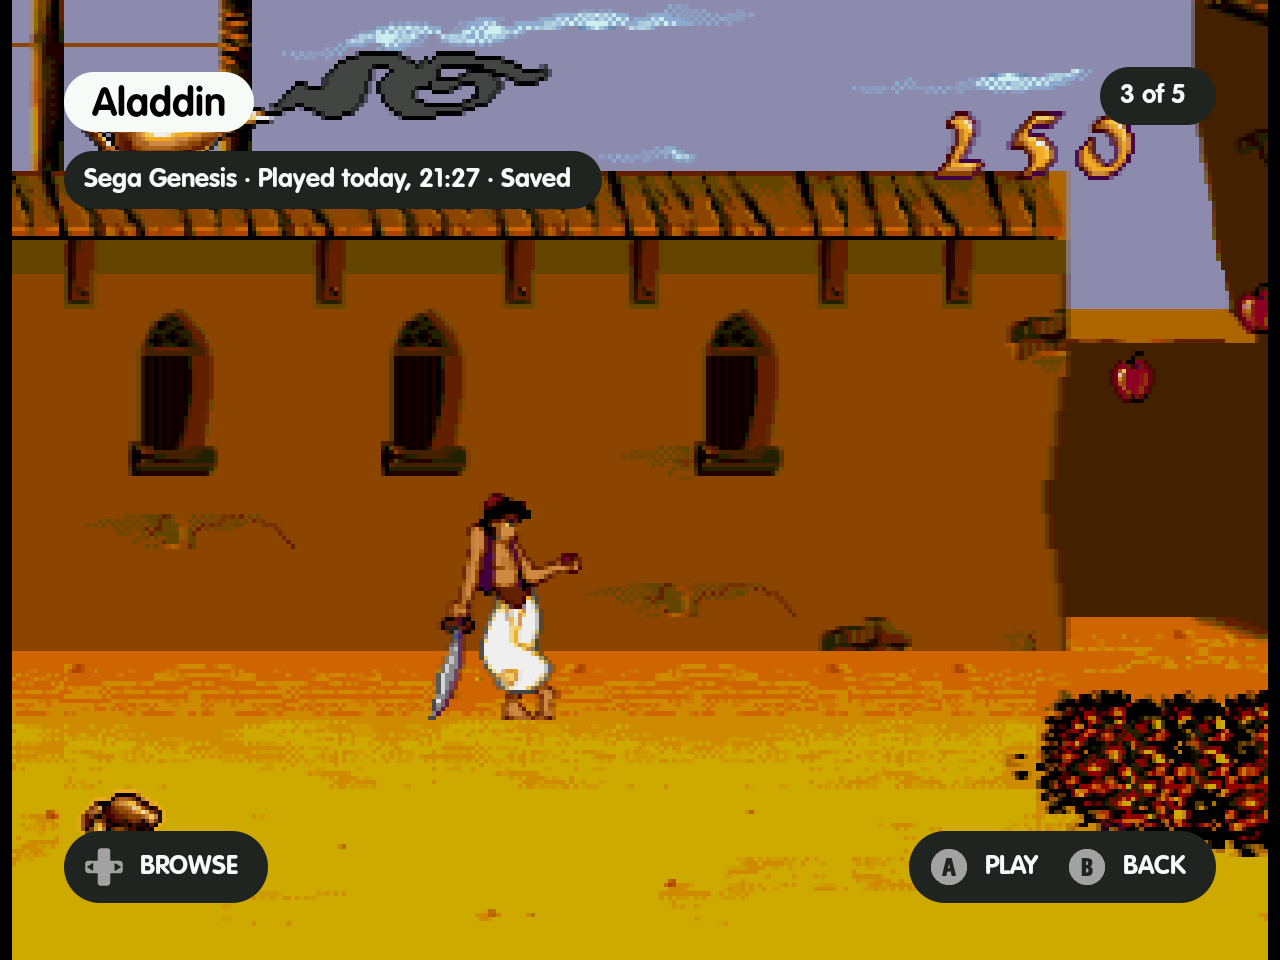 Aladdin
3 of 5
250
Sega Genesis · Played today, 21:27 · Saved
BROWSE
A PLAY B BACK